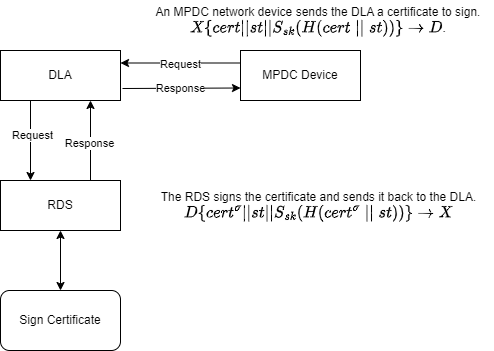 An MPDC network device sends the DLA a certificate to sign.
X{cert||st||S_sk(H(cert || st))} → D.
DLA
Request
Response
MPDC Device
Request
Response
RDS
The RDS signs the certificate and sends it back to the DLA.
D{cert^σ||st||S_sk(H(cert^σ || st))} → X
Sign Certificate